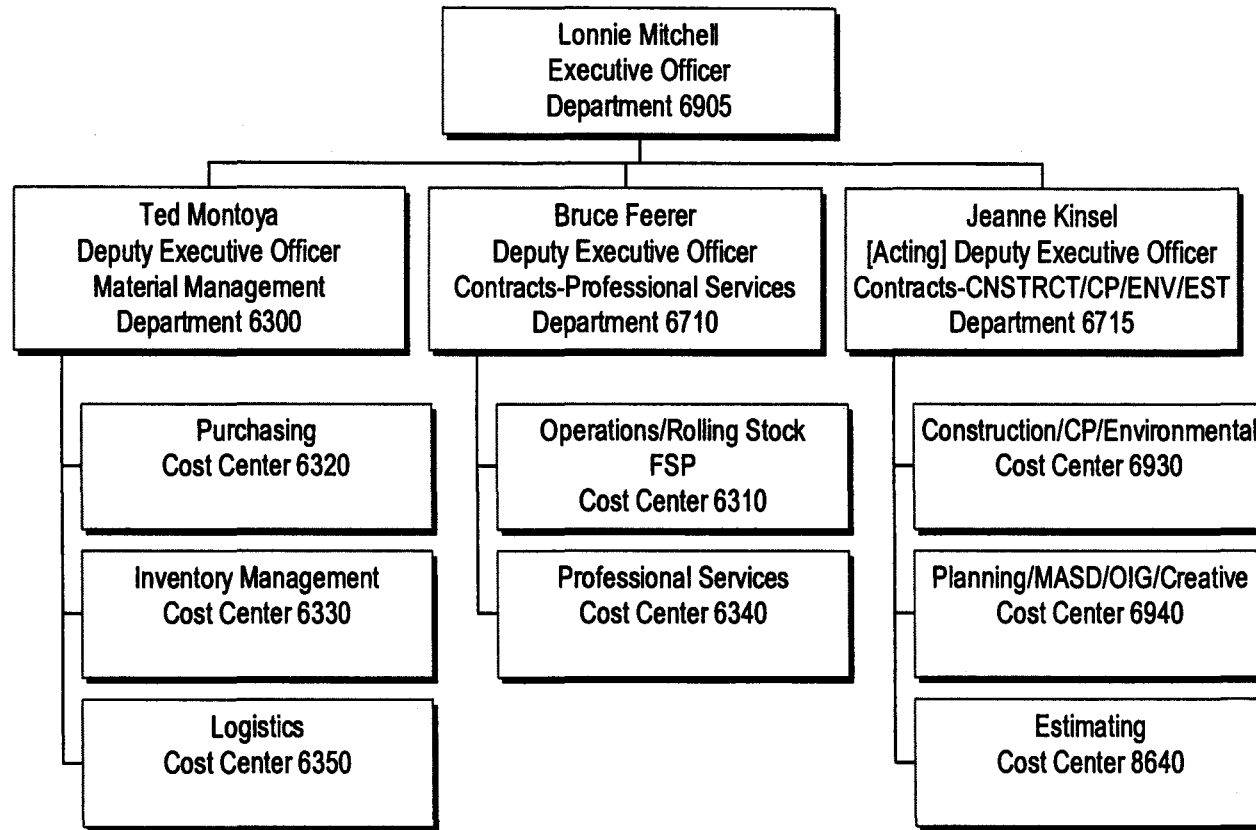 Lonnie Mitchell
Executive Officer
Department 6905
Ted Montoya
Deputy Executive Officer
Material Management
Department 6300
Bruce Feerer
Deputy Executive Officer
Contracts-Professional Services
Department 6710
Jeanne Kinsel
[Acting] Deputy Executive Officer
Contracts-CNSTRCT/CP/ENV/EST
Department 6715
Purchasing
Cost Center 6320
Inventory Management
Cost Center 6330
Logistics
Cost Center 6350
Operations/Rolling Stock
FSP
Cost Center 6310
Professional Services
Cost Center 6340
Construction/CP/Environmental
Cost Center 6930
Planning/MASD/OIG/Creative
Cost Center 6940
Estimating
Cost Center 8640